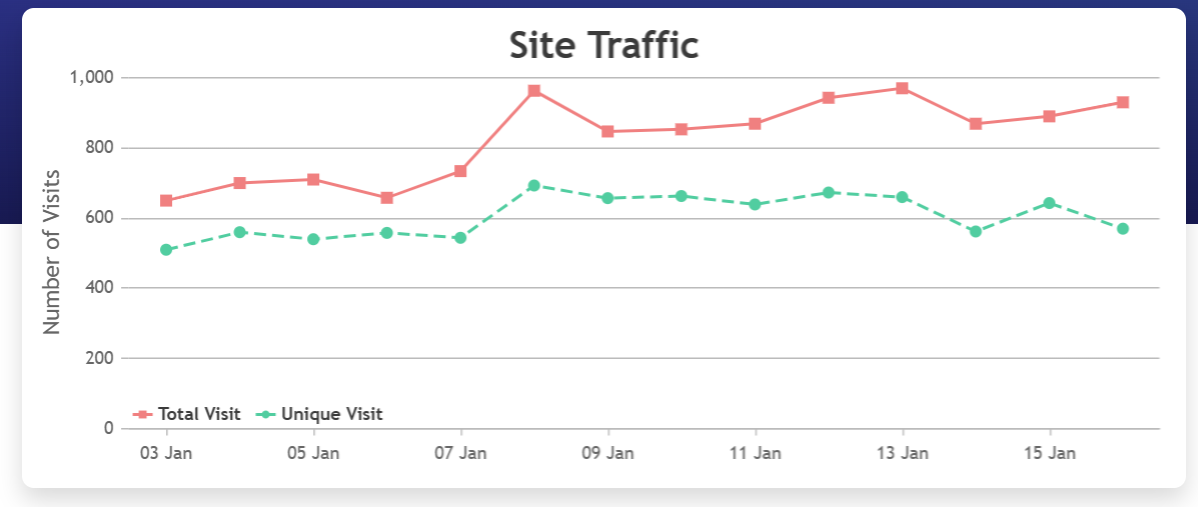 Site Traffic
1,000
800
600
400
200
0
Number of Visits
Total Visit
Unique Visit
03 Jan
05 Jan
07 Jan
09 Jan
11 Jan
13 Jan
15 Jan